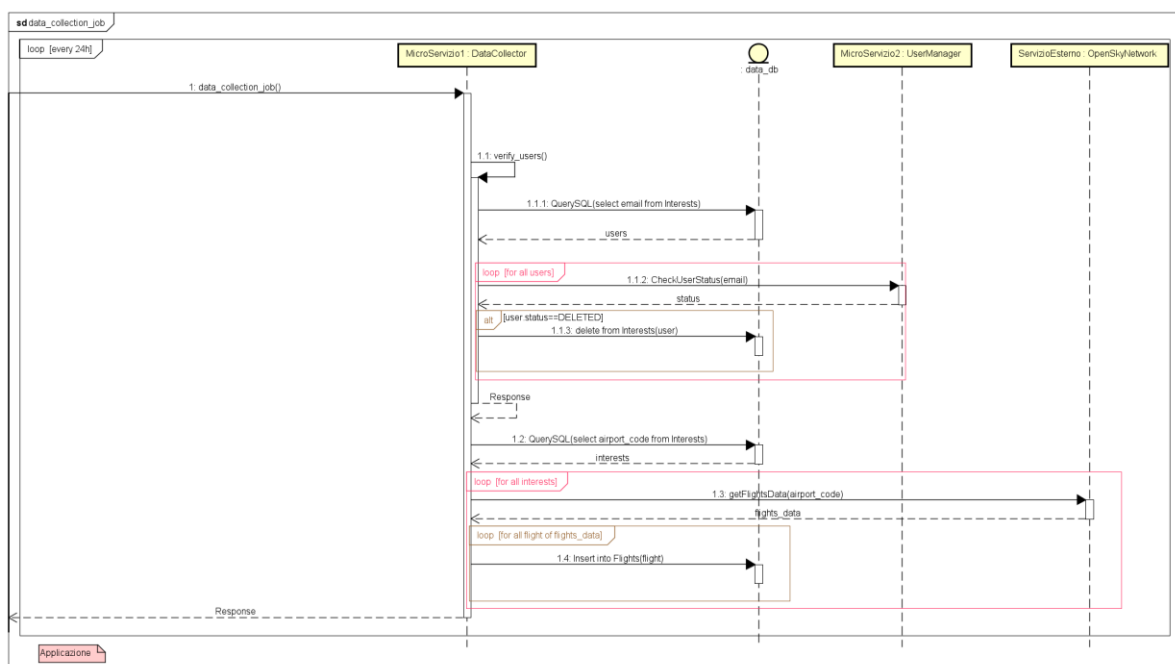 sd data_collection_job
loop [every 24h]
MicroServizio1 : DataCollector
: data_db
MicroServizio2 : UserManager
ServizioEsterno : OpenSkyNetwork
1: data_collection_job()
1.1: verify_users()
1.1.1: QuerySQL(select email from Interests)
users
loop [for all users]
1.1.2: CheckUserStatus(email)
status
alt [user.status==DELETED]
1.1.3: delete from Interests(user)
Response
1.2: QuerySQL(select airport_code from Interests)
interests
loop [for all interests]
1.3: getFlightsData(airport_code)
flights_data
loop [for all flight of flights_data]
1.4: Insert into Flights(flight)
Response
Applicazione